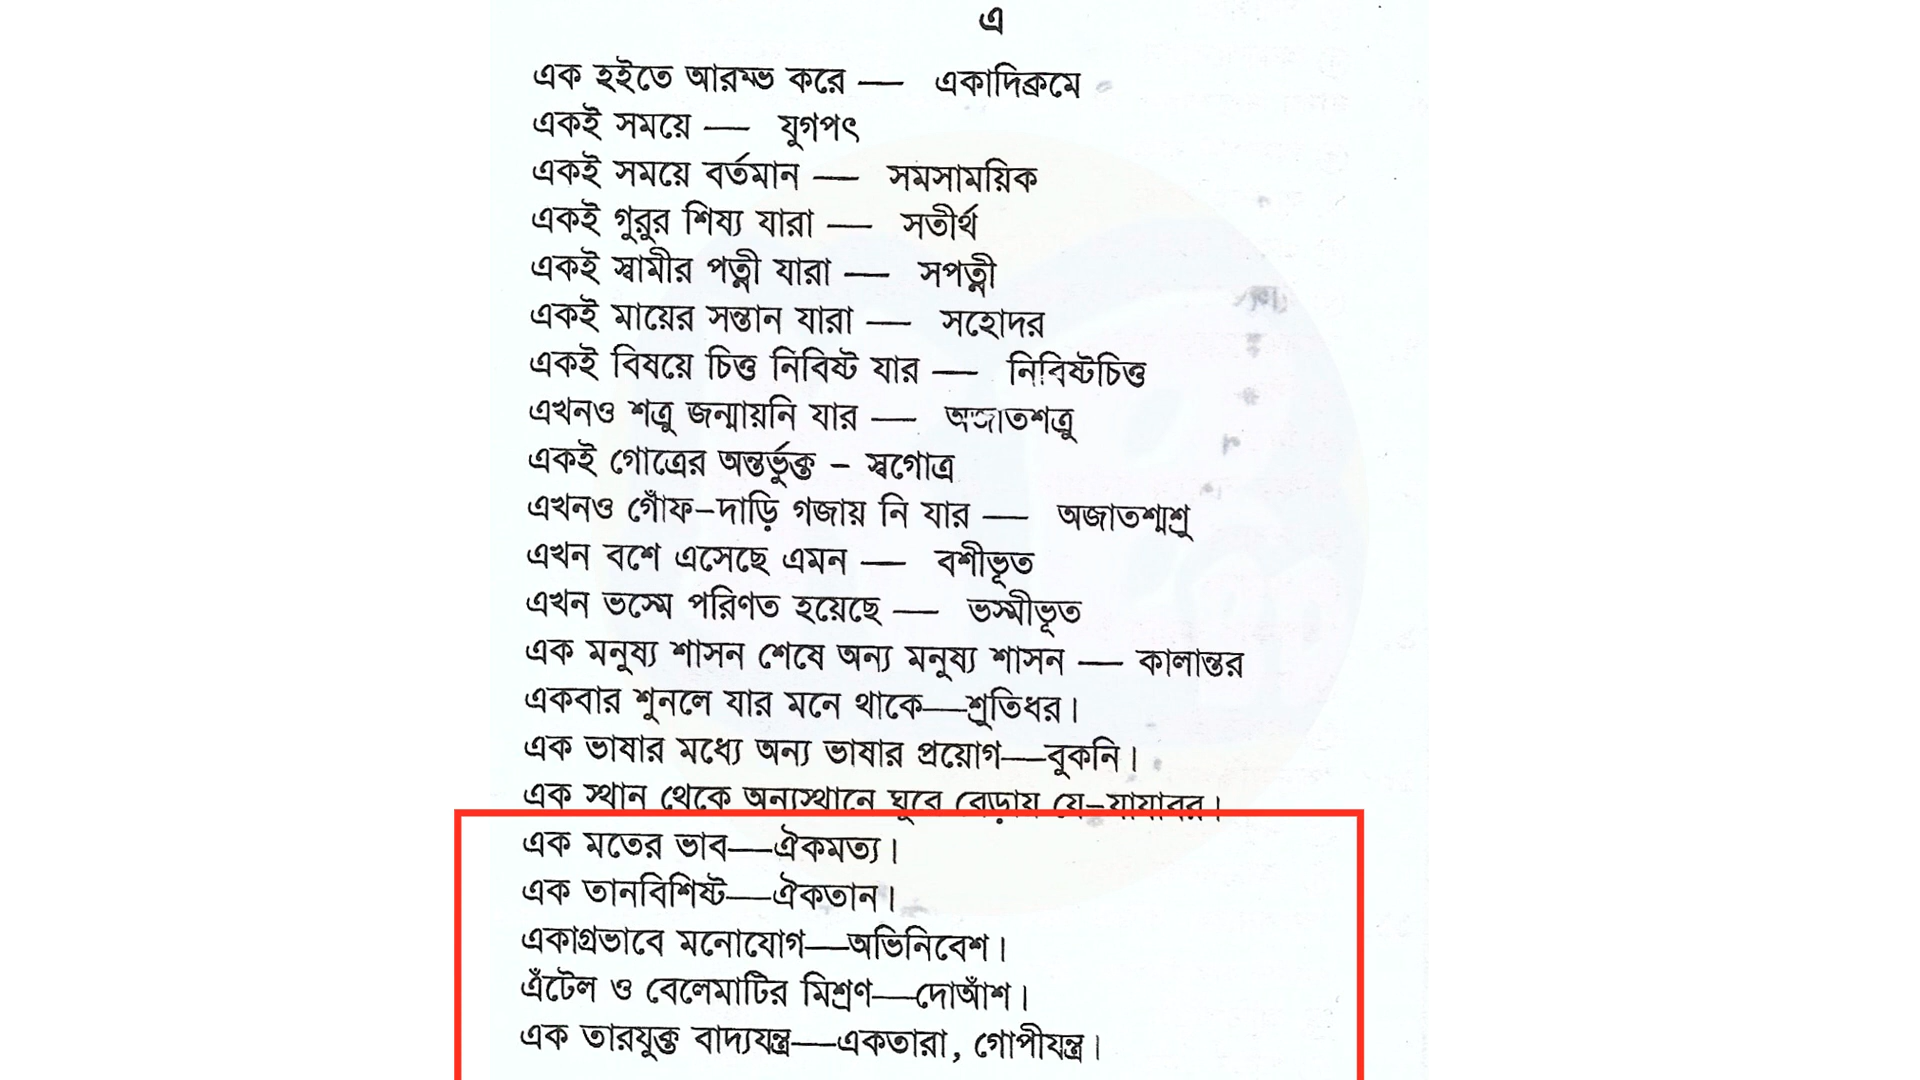 এ
এক হইতে আরম্ভ করে — একাদিক্রমে
একই সময়ে — যুগপৎ
একই সময়ে বর্তমান — সমসাময়িক
একই গুরুর শিষ্য যারা — সতীর্থ
একই স্বামীর পত্নী যারা — সপত্নী
একই মায়ের সন্তান যারা — সহোদর
একই বিষয়ে চিত্ত নিবিষ্ট যার — নিবিষ্টচিত্ত
এখনও শত্রু জন্মায়নি যার — অজাতশত্রু
একই গোত্রের অন্তর্ভুক্ত – স্বগোত্র
এখনও গোঁফ-দাড়ি গজায় নি যার — অজাতশ্মশ্রু
এখন বশে এসেছে এমন — বশীভূত
এখন ভস্মে পরিণত হয়েছে — ভস্মীভূত
এক মনুষ্য শাসন শেষে অন্য মনুষ্য শাসন — কালান্তর
একবার শুনলে যার মনে থাকে—শ্রুতিধর।
এক ভাষার মধ্যে অন্য ভাষার প্রয়োগ—বুকনি।
এক স্থান থেকে অন্যস্থানে ঘুরে বেড়ায় যে–যাযাবর।
এক মতের ভাব—ঐকমত্য।
এক তানবিশিষ্ট—ঐকতান।
একাগ্রভাবে মনোযোগ—অভিনিবেশ।
এঁটেল ও বেলেমাটির মিশ্রণ—দোআঁশ।
এক তারযুক্ত বাদ্যযন্ত্র—একতারা, গোপীযন্ত্র।